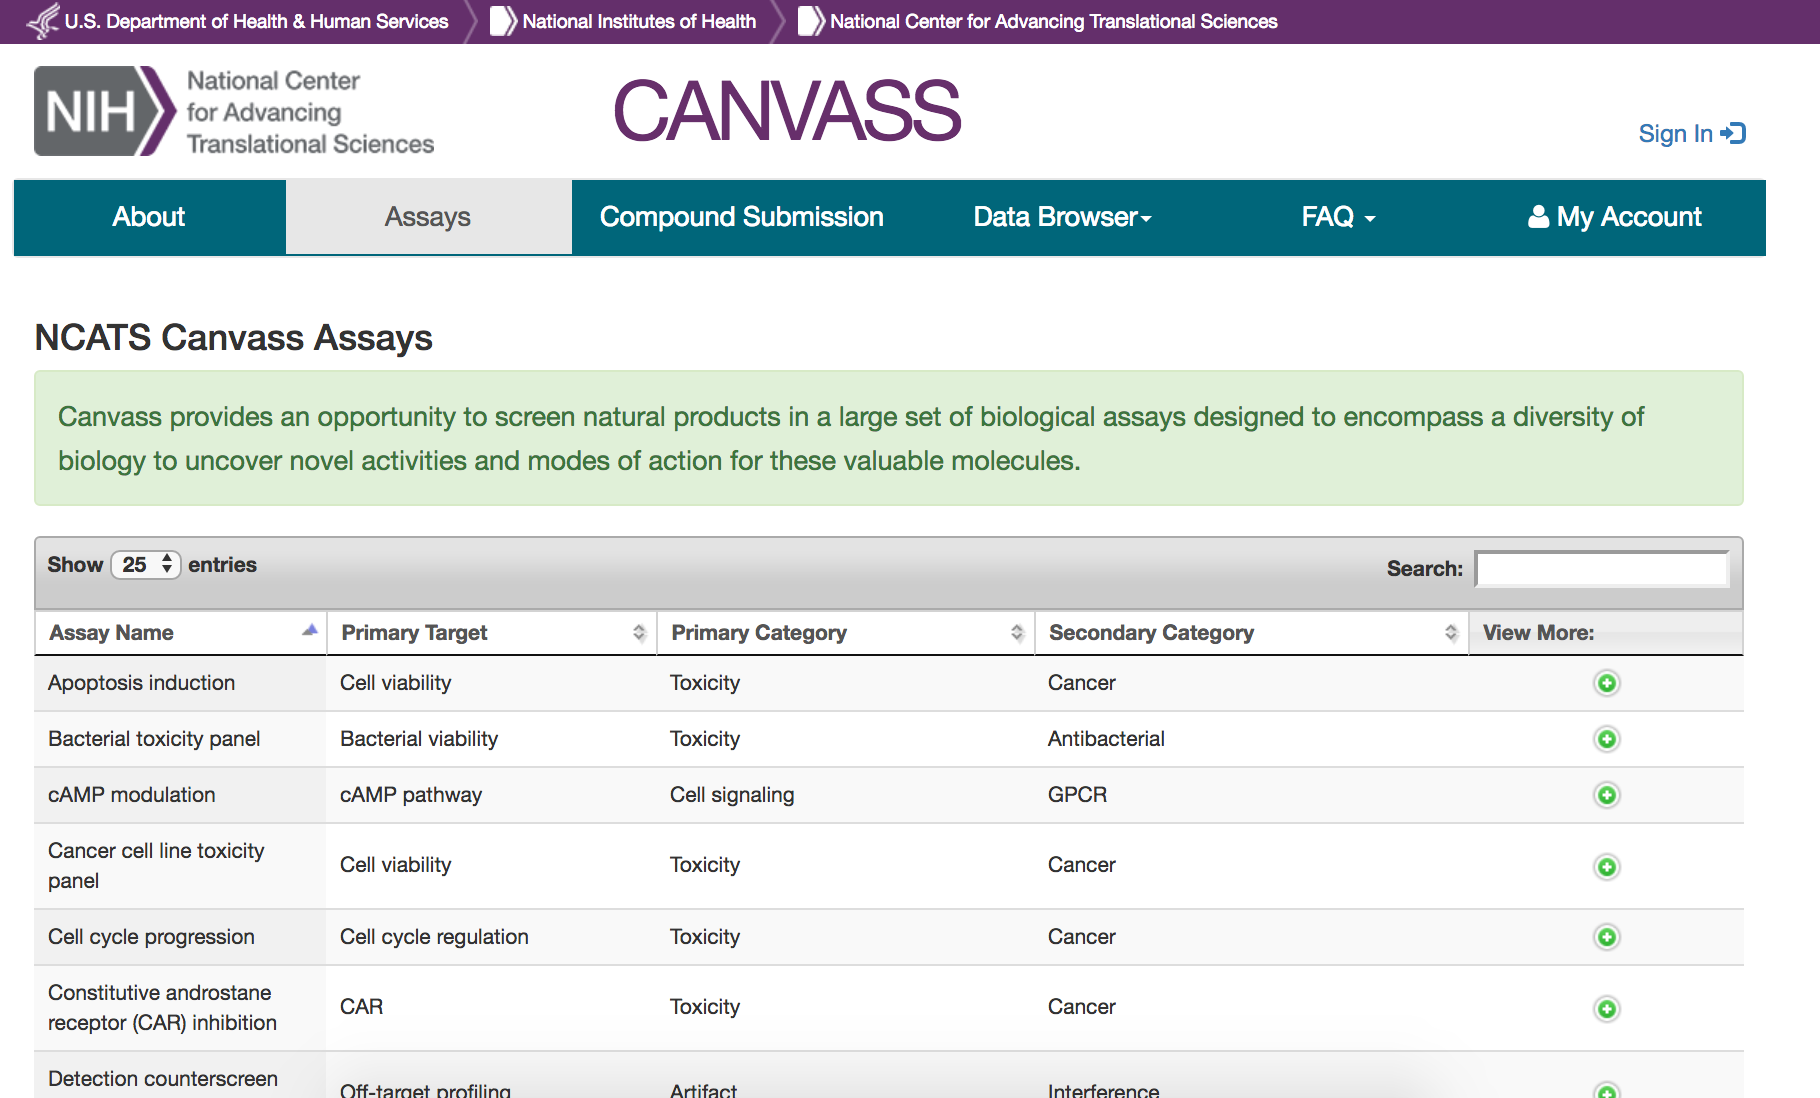 U.S. Department of Health & Human Services National Institutes of Health National Center for Advancing Translational Sciences
NIH
National Center
for Advancing
Translational Sciences
CANVASS
Sign In
About Assays Compound Submission Data Browser FAQ My Account
NCATS Canvass Assays
Canvass provides an opportunity to screen natural products in a large set of biological assays designed to encompass a diversity of
biology to uncover novel activities and modes of action for these valuable molecules.
Show 25 entries Search:
Assay Name Primary Target Primary Category Secondary Category View More:
Apoptosis induction Cell viability Toxicity Cancer
Bacterial toxicity panel Bacterial viability Toxicity Antibacterial
cAMP modulation cAMP pathway Cell signaling GPCR
Cancer cell line toxicity
panel Cell viability Toxicity Cancer
Cell cycle progression Cell cycle regulation Toxicity Cancer
Constitutive androstane
receptor (CAR) inhibition CAR Toxicity Cancer
Detection counterscreen
Off-target profiling Artifact Interference